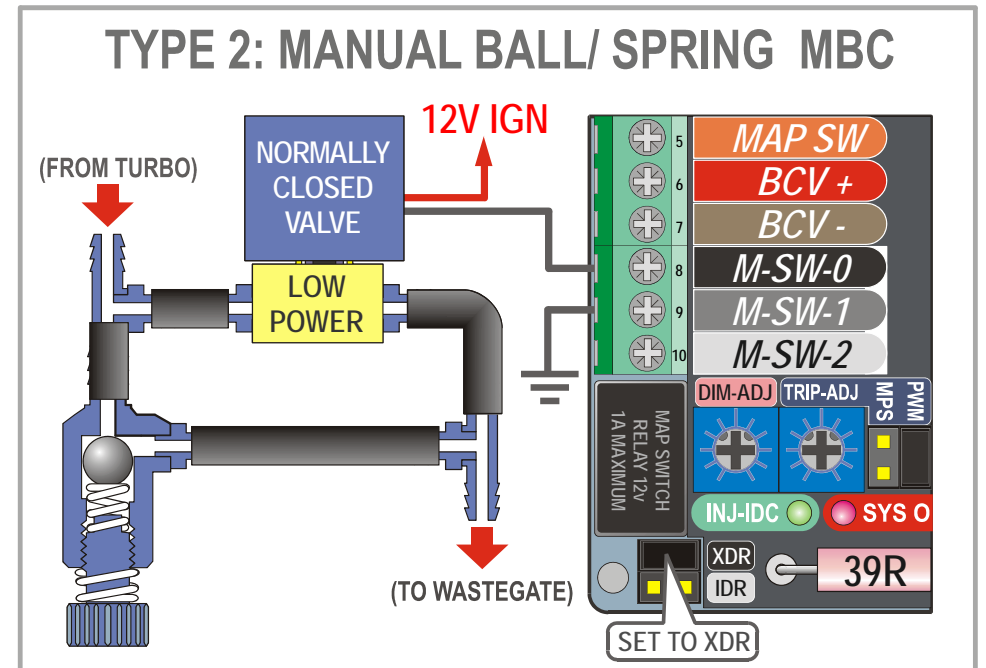 TYPE 2: MANUAL BALL/ SPRING MBC
(FROM TURBO)
NORMALLY
CLOSED
VALVE
12V IGN
LOW
POWER
5 MAP SW
6 BCV +
7 BCV -
8 M-SW-0
9 M-SW-1
10 M-SW-2
DIM-ADJ
TRIP-ADJ
MPS
PWM
MAP SWITCH
RELAY 12v
1A MAXIMUM
INJ-IDC
SYS O
XDR
IDR
39R
(TO WASTEGATE)
SET TO XDR